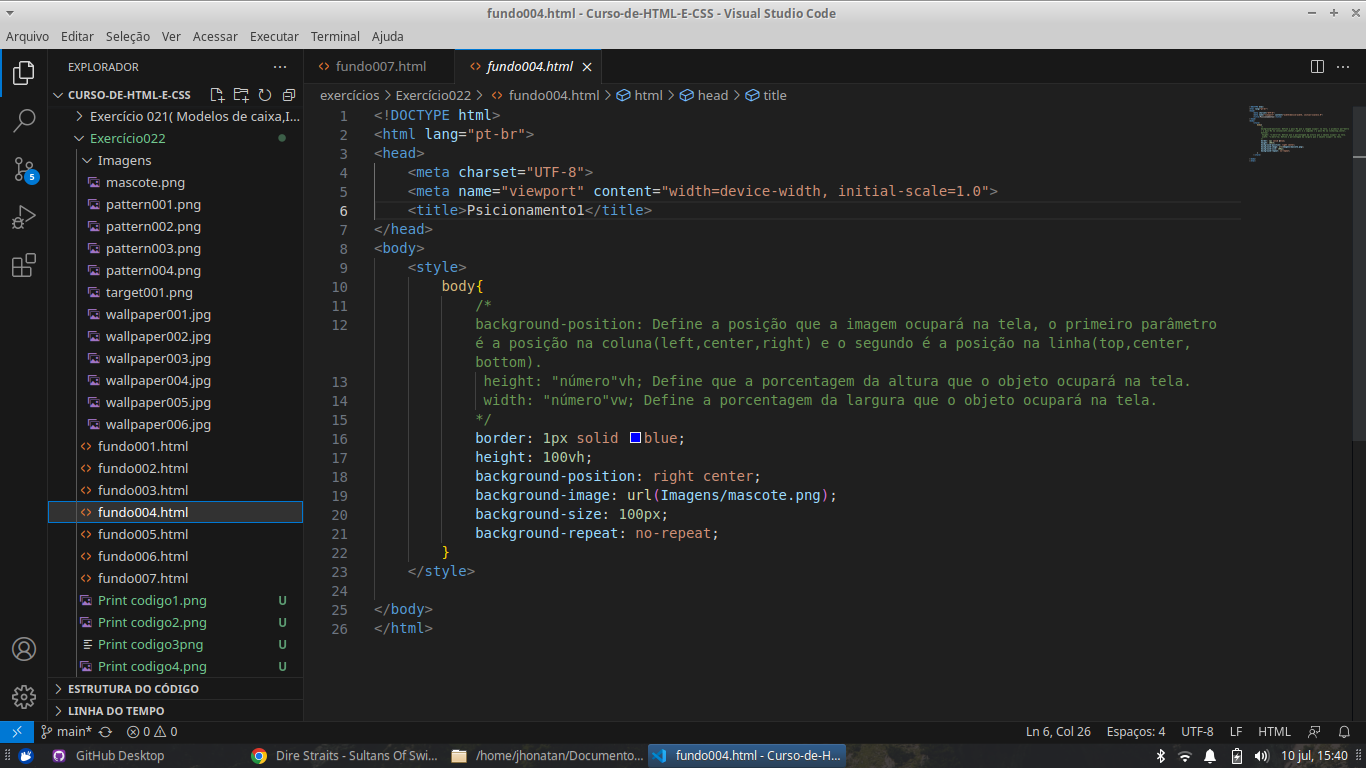 fundo004.html - Curso-de-HTML-E-CSS - Visual Studio Code
Arquivo Editar Seleção Ver Acessar Executar Terminal Ajuda
EXPLORADOR
CURSO-DE-HTML-E-CSS
Exercício 021( Modelos de caixa,I...
Exercício022
Imagens
mascote.png
pattern001.png
pattern002.png
pattern003.png
pattern004.png
target001.png
wallpaper001.jpg
wallpaper002.jpg
wallpaper003.jpg
wallpaper004.jpg
wallpaper005.jpg
wallpaper006.jpg
fundo001.html
fundo002.html
fundo003.html
fundo004.html
fundo005.html
fundo006.html
fundo007.html
Print codigo1.png U
Print codigo2.png U
Print codigo3png U
Print codigo4.png U
ESTRUTURA DO CÓDIGO
LINHA DO TEMPO
5
fundo007.html fundo004.html
exercícios > Exercício022 > fundo004.html > html > head > title
1 <!DOCTYPE html>
2 <html lang="pt-br">
3 <head>
4 <meta charset="UTF-8">
5 <meta name="viewport" content="width=device-width, initial-scale=1.0">
6 <title>Psicionamento1</title>
7 </head>
8 <body>
9 <style>
10 body{
11 /*
12 background-position: Define a posição que a imagem ocupará na tela, o primeiro parâmetro
é a posição na coluna(left,center,right) e o segundo é a posição na linha(top,center,
bottom).
13 height: "número"vh; Define que a porcentagem da altura que o objeto ocupará na tela.
14 width: "número"vw; Define a porcentagem da largura que o objeto ocupará na tela.
15 */
16 border: 1px solid blue;
17 height: 100vh;
18 background-position: right center;
19 background-image: url(Imagens/mascote.png);
20 background-size: 100px;
21 background-repeat: no-repeat;
22 }
23 </style>
24
25 </body>
26 </html>
main* 0 0 Ln 6, Col 26 Espaços: 4 UTF-8 LF HTML
GitHub Desktop Dire Straits - Sultans Of Swi... /home/jhonatan/Documento... fundo004.html - Curso-de-H... 10 jul, 15:40